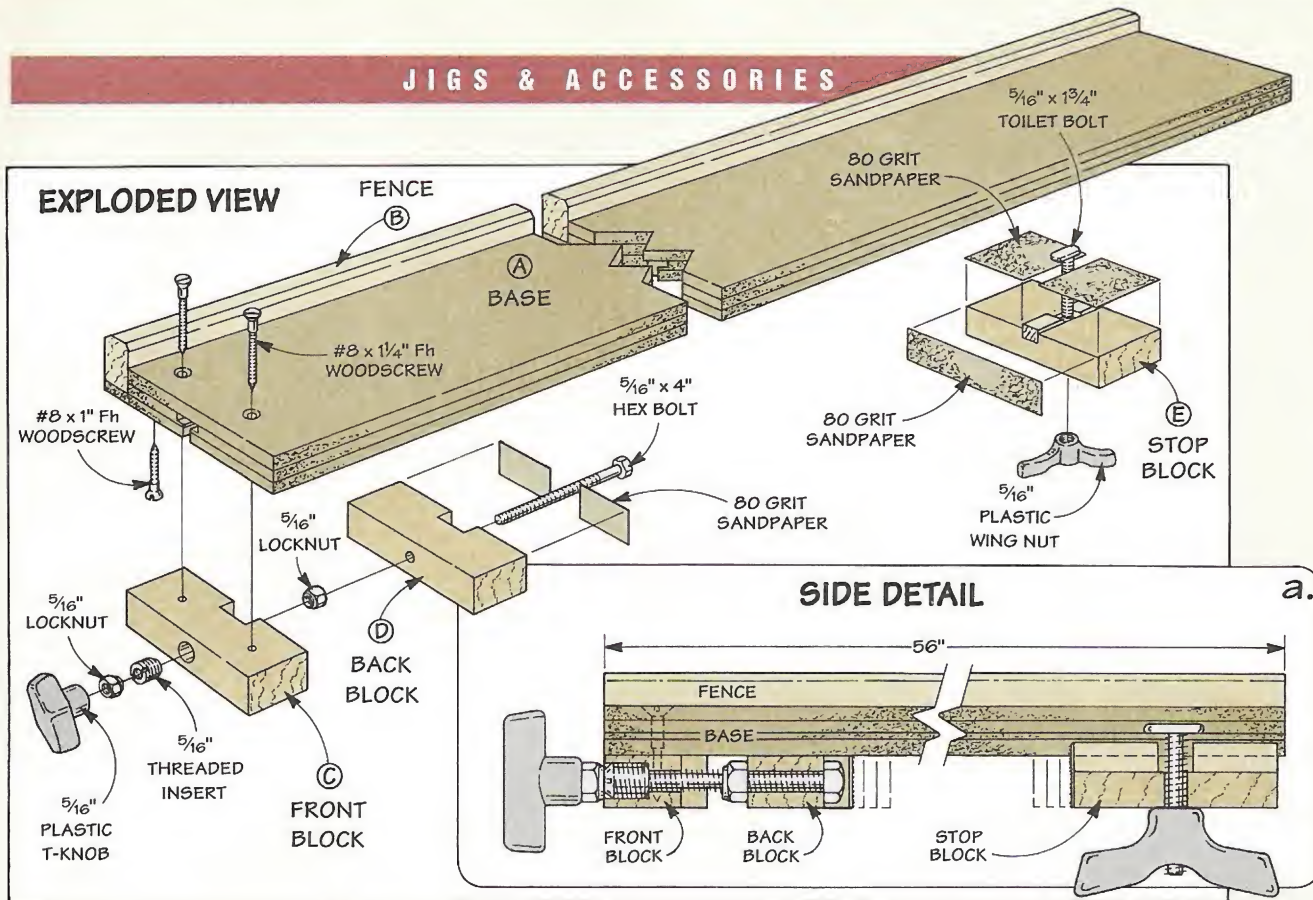 JIGS & ACCESSORIES
EXPLODED VIEW
FENCE
B
A
BASE
5/16" x 1 3/4"
TOILET BOLT
80 GRIT
SANDPAPER
#8 x 1 1/4" Fh
WOODSCREW
#8 x 1" Fh
WOODSCREW
5/16" x 4"
HEX BOLT
80 GRIT
SANDPAPER
E
STOP
BLOCK
5/16"
PLASTIC
WING NUT
80 GRIT
SANDPAPER
5/16"
LOCKNUT
5/16"
LOCKNUT
D
BACK
BLOCK
5/16"
THREADED
INSERT
C
FRONT
BLOCK
5/16"
PLASTIC
T-KNOB
SIDE DETAIL
a.
56"
FENCE
BASE
FRONT
BLOCK
BACK
BLOCK
STOP
BLOCK